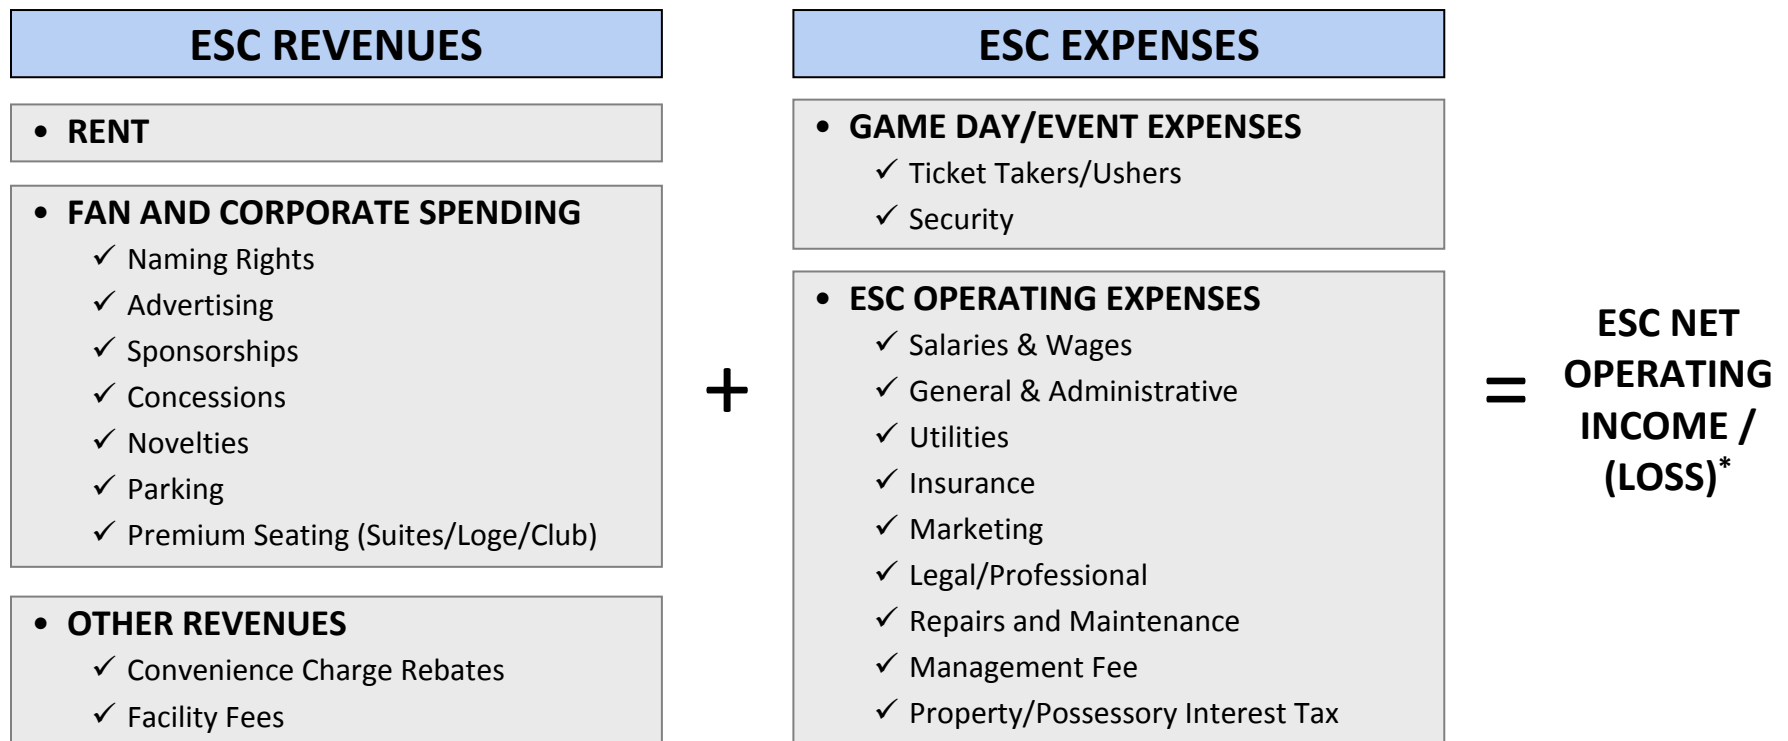 ESC REVENUES
• RENT
• FAN AND CORPORATE SPENDING
✓ Naming Rights
✓ Advertising
✓ Sponsorships
✓ Concessions
✓ Novelties
✓ Parking
✓ Premium Seating (Suites/Loge/Club)
• OTHER REVENUES
✓ Convenience Charge Rebates
✓ Facility Fees
+
ESC EXPENSES
• GAME DAY/EVENT EXPENSES
✓ Ticket Takers/Ushers
✓ Security
• ESC OPERATING EXPENSES
✓ Salaries & Wages
✓ General & Administrative
✓ Utilities
✓ Insurance
✓ Marketing
✓ Legal/Professional
✓ Repairs and Maintenance
✓ Management Fee
✓ Property/Possessory Interest Tax
=
ESC NET
OPERATING
INCOME /
(LOSS)*